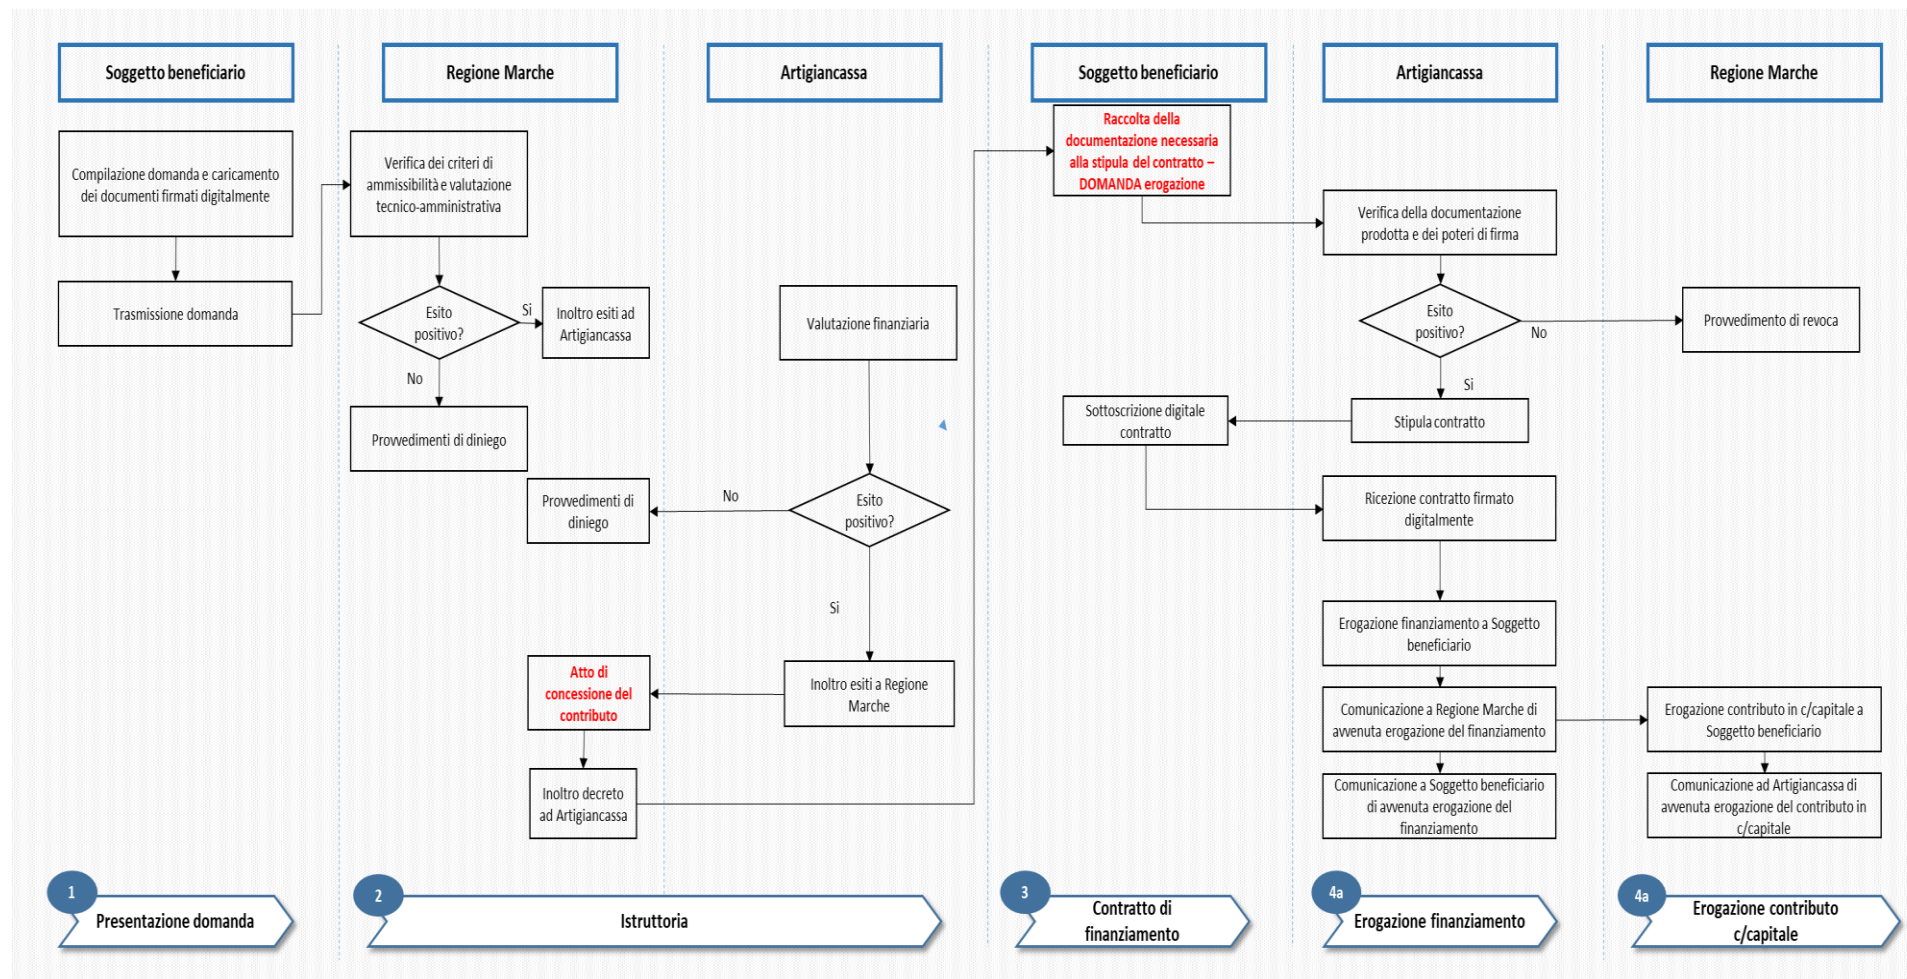 Soggetto beneficiario
Regione Marche
Artigiancassa
Soggetto beneficiario
Artigiancassa
Regione Marche
Compilazione domanda e caricamento
dei documenti firmati digitalmente
Trasmissione domanda
Verifica dei criteri di
ammissibilità e valutazione
tecnico-amministrativa
Esito
positivo?
Si
Inoltro esiti ad
Artigiancassa
No
Provvedimenti di diniego
Valutazione finanziaria
Esito
positivo?
No
Provvedimenti di
diniego
Si
Inoltro esiti a Regione
Marche
Atto di
concessione del
contributo
Inoltro decreto
ad Artigiancassa
Raccolta della
documentazione necessaria
alla stipula del contratto –
DOMANDA erogazione
Verifica della documentazione
prodotta e dei poteri di firma
Esito
positivo?
No
Provvedimento di revoca
Si
Stipula contratto
Sottoscrizione digitale
contratto
Ricezione contratto firmato
digitalmente
Erogazione finanziamento a Soggetto
beneficiario
Comunicazione a Regione Marche di
avvenuta erogazione del finanziamento
Comunicazione a Soggetto beneficiario
di avvenuta erogazione del
finanziamento
Erogazione contributo in c/capitale a
Soggetto beneficiario
Comunicazione ad Artigiancassa di
avvenuta erogazione del contributo in
c/capitale
1
Presentazione domanda
2
Istruttoria
3
Contratto di
finanziamento
4a
Erogazione finanziamento
4a
Erogazione contributo
c/capitale